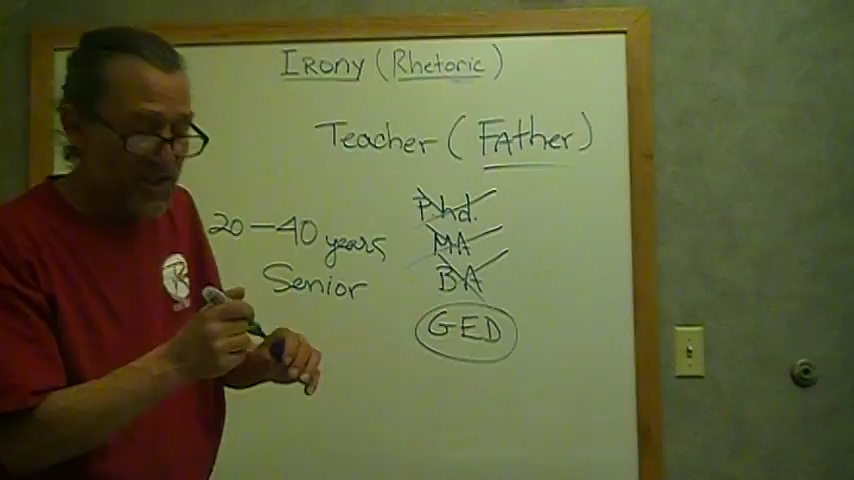 Irony (Rhetoric)
Teacher (Father)
20-40 years
Senior
Phd.
MA
BA
GED